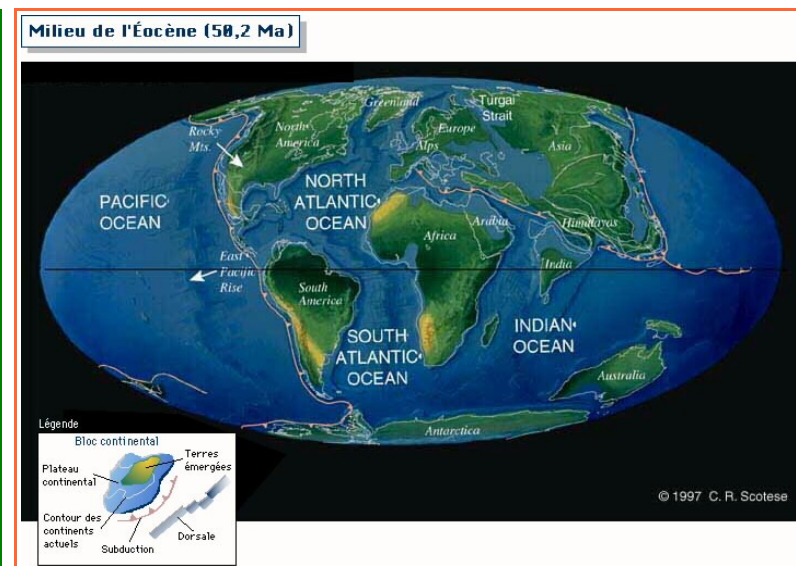 Milieu de l'Éocène (50,2 Ma)
Greenland
Turgai
Strait
Rocky
Mts.
North
America
Europe
Alps
Asia
PACIFIC
OCEAN
NORTH
ATLANTIC
OCEAN
Africa
Arabia
Himalayas
India
East
Pacific
Rise
South
America
SOUTH
ATLANTIC
OCEAN
INDIAN
OCEAN
Australia
Antarctica
Légende
Bloc continental
Terres
émergées
Plateau
continental
Contour des
continents
actuels
Subduction
Dorsale
© 1997 C. R. Scotese